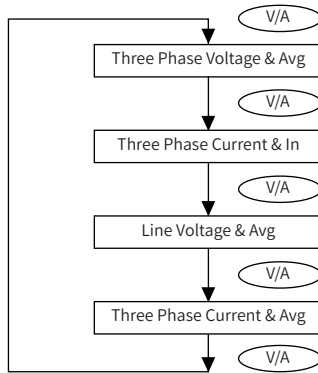 V/A
Three Phase Voltage & Avg
V/A
Three Phase Current & In
V/A
Line Voltage & Avg
V/A
Three Phase Current & Avg
V/A